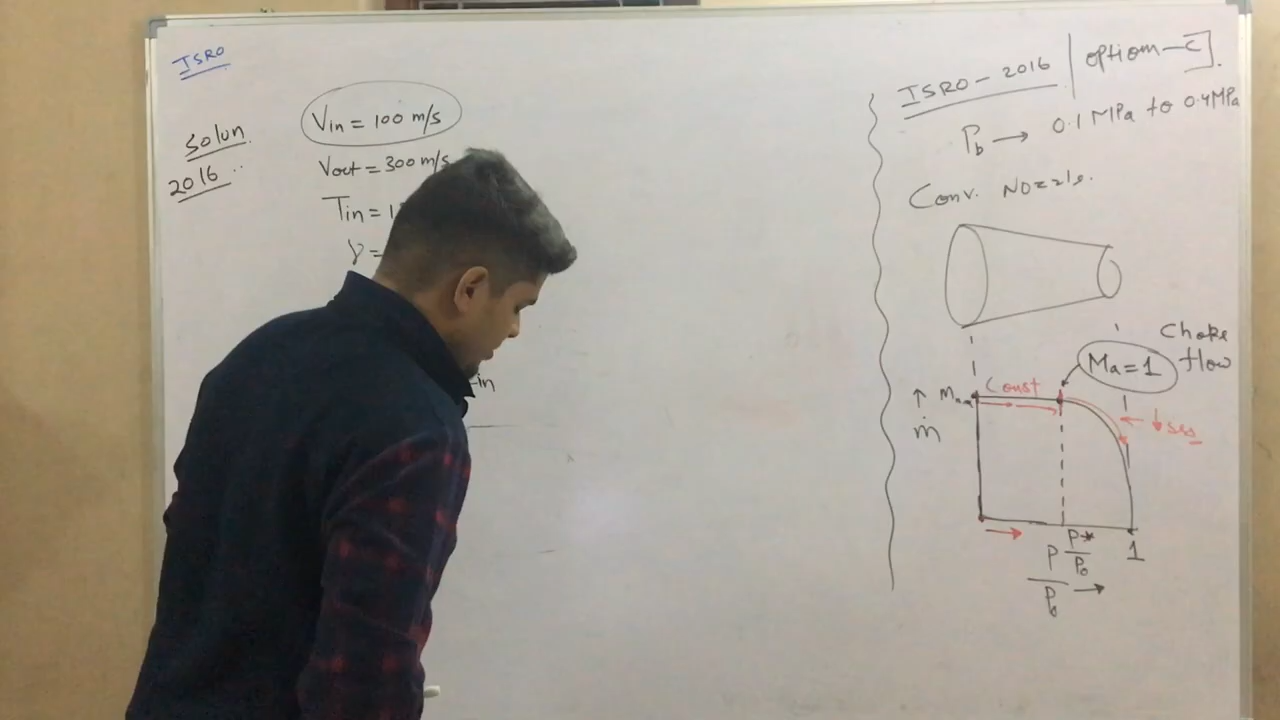 ISRO
Solun
2016
Vin = 100 m/s
Vout = 300 m/s
Tin = 1
γ =
in
ISRO - 2016 | option - C].
Pb → 0.1 MPa to 0.4 MPa
Conv. Nozzle.
Choke
flow
Ma = 1
↑ Const
ṁ
↓ ses
P*
P0
1
P
P0 →